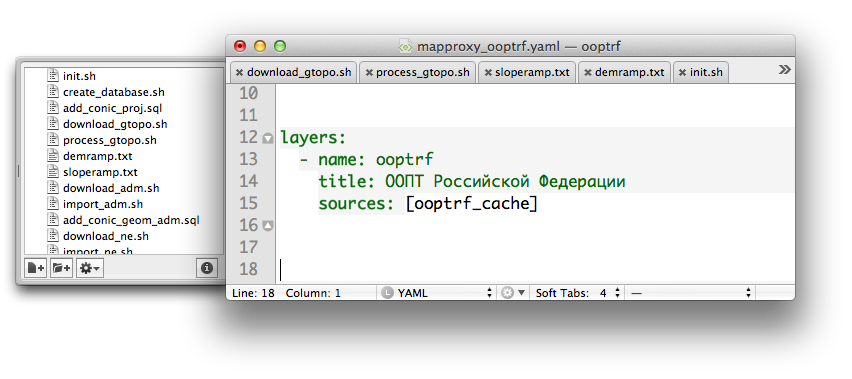 mapproxy_ooptrf.yaml — ooptrf
init.sh
create_database.sh
add_conic_proj.sql
download_gtopo.sh
process_gtopo.sh
demramp.txt
sloperamp.txt
download_adm.sh
import_adm.sh
add_conic_geom_adm.sql
download_ne.sh
import_ne.sh
download_gtopo.sh process_gtopo.sh sloperamp.txt demramp.txt init.sh »
10
11
12 layers:
13 - name: ooptrf
14 title: ООПТ Российской Федерации
15 sources: [ooptrf_cache]
16
17
18
Line: 18 Column: 1 L YAML Soft Tabs: 4 —